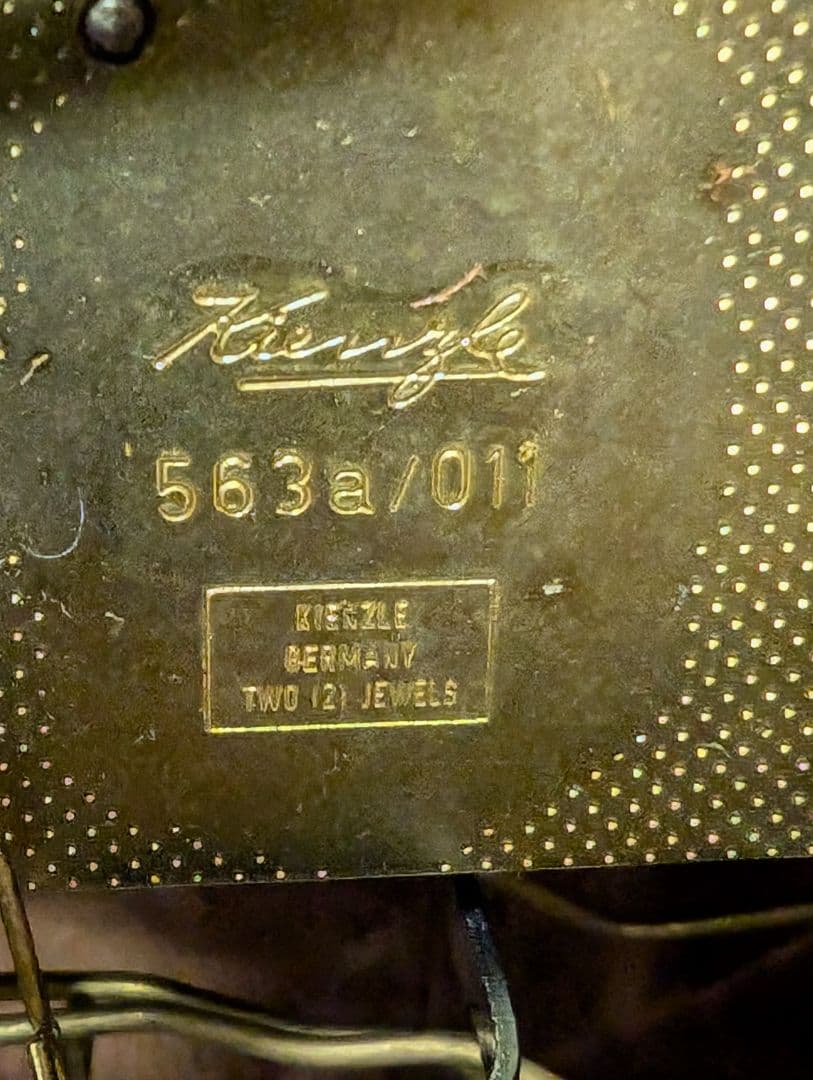 Kienzle
563a/011
KIENZLE
GERMANY
TWO (2) JEWELS